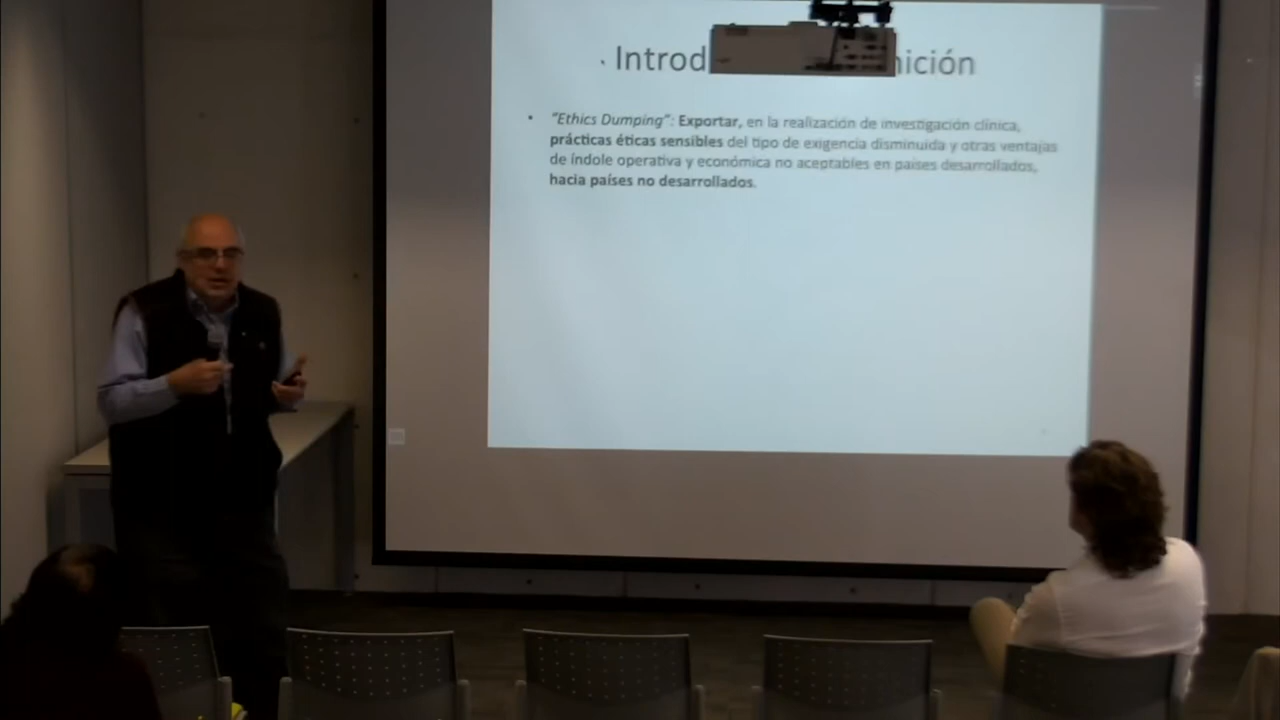 · Introd nición
• "Ethics Dumping": Exportar, en la realización de investigación clínica,
prácticas éticas sensibles del tipo de exigencia disminuida y otras ventajas
de índole operativa y económica no aceptables en países desarrollados,
hacia países no desarrollados.